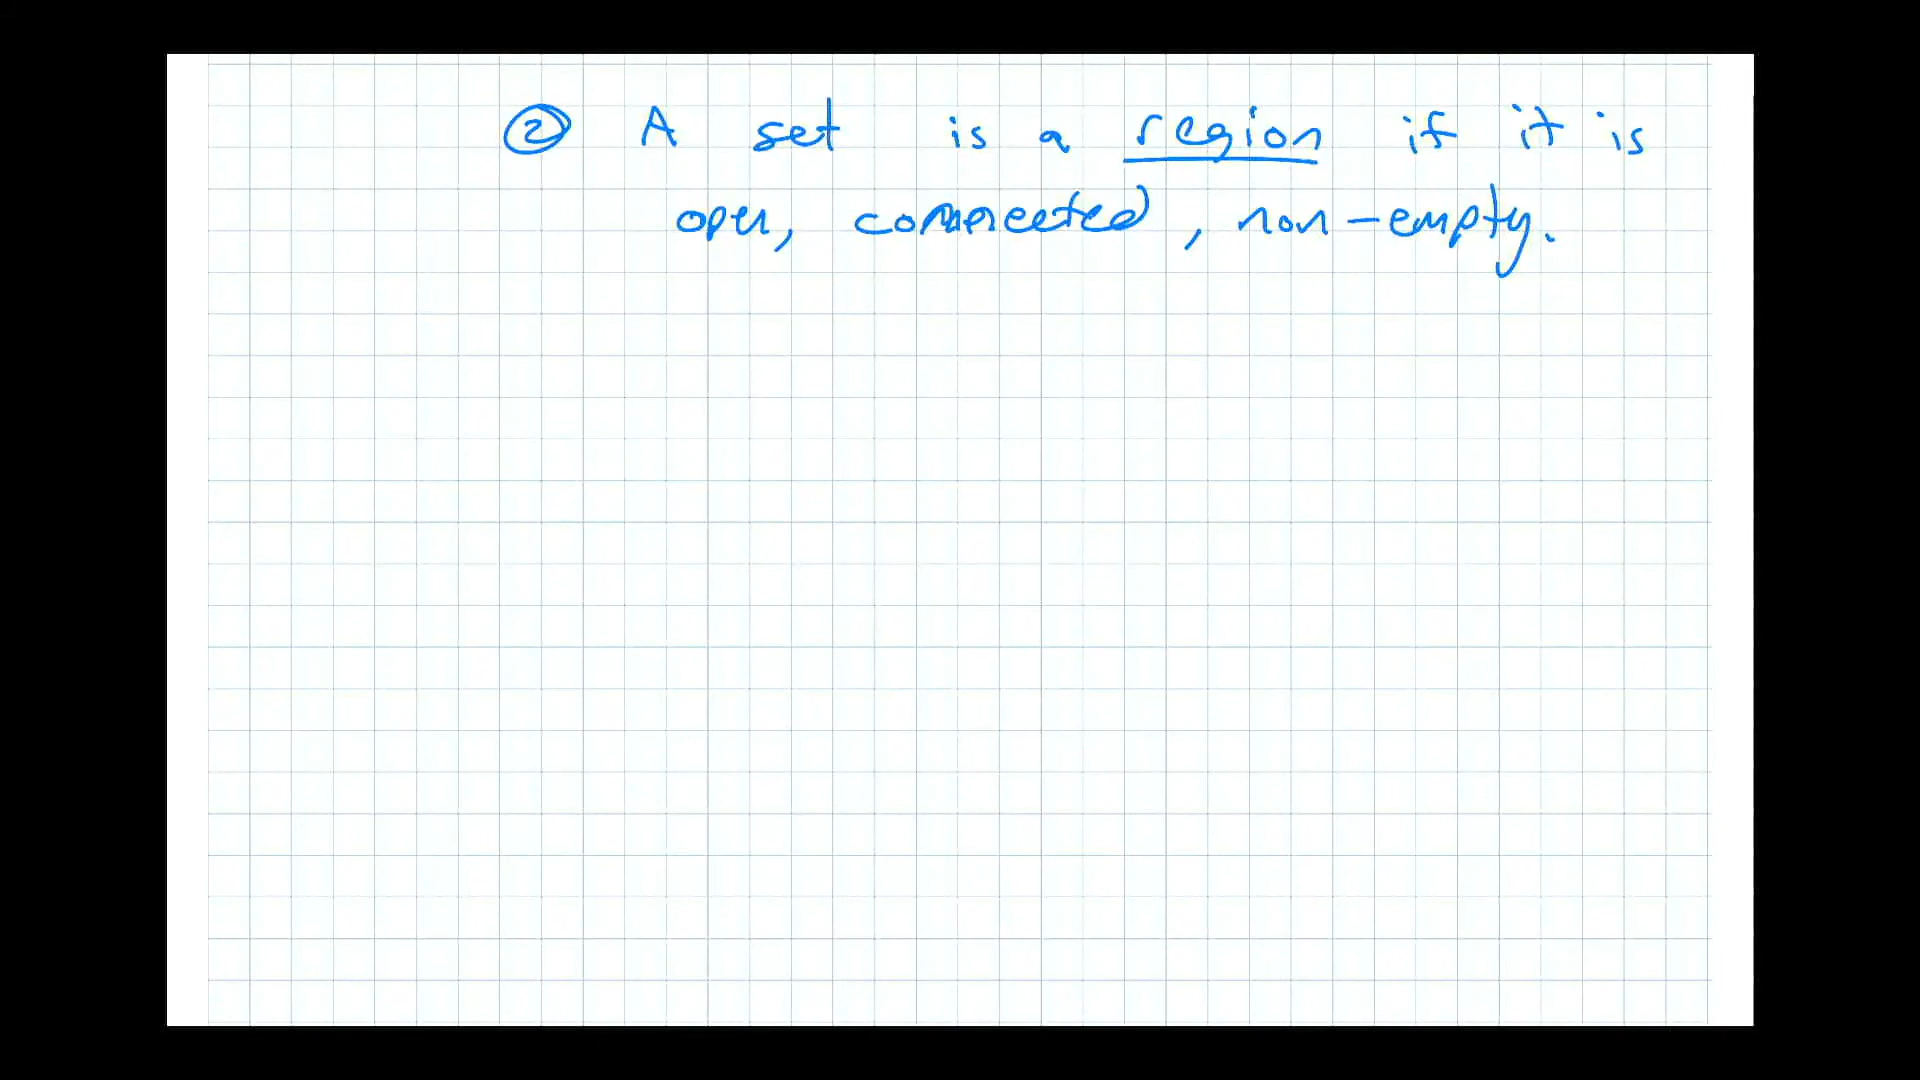 ② A set is a region if it is
open, connected, non-empty.